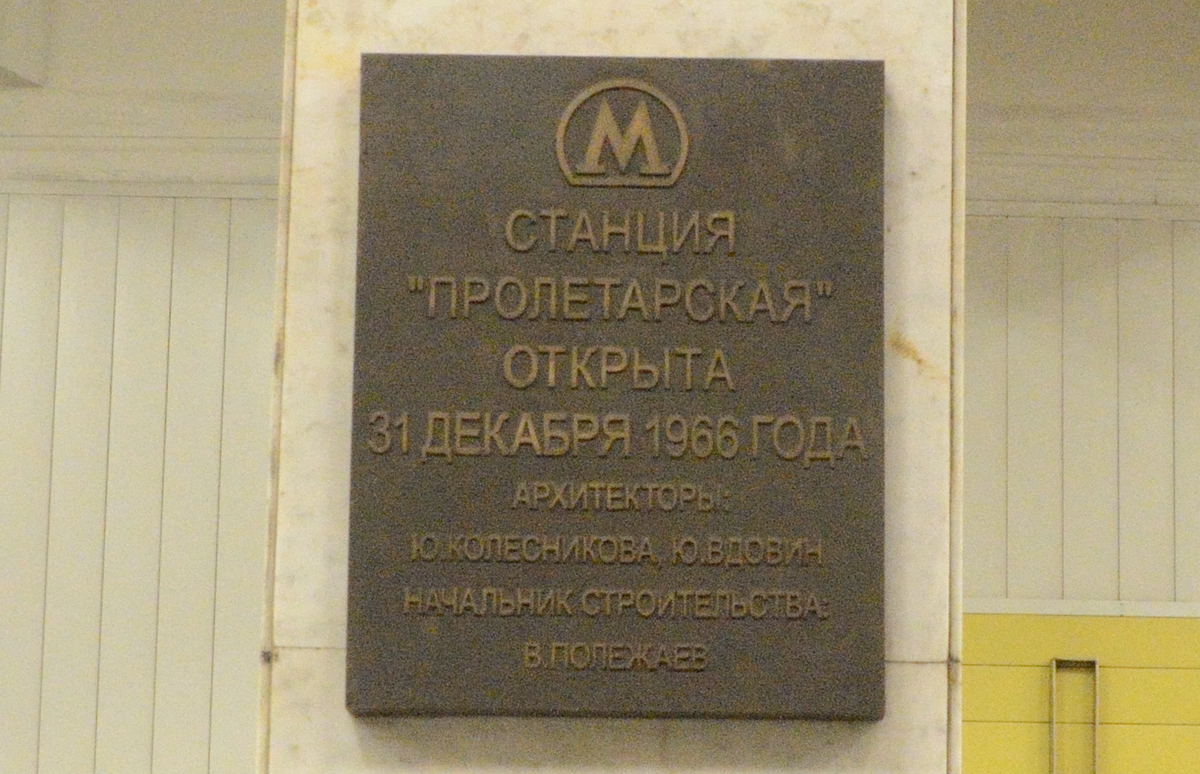 М
СТАНЦИЯ
"ПРОЛЕТАРСКАЯ"
ОТКРЫТА
31 ДЕКАБРЯ 1966 ГОДА
АРХИТЕКТОРЫ:
Ю.КОЛЕСНИКОВА, Ю.ВДОВИН
НАЧАЛЬНИК СТРОИТЕЛЬСТВА:
В.ПОЛЕЖАЕВ